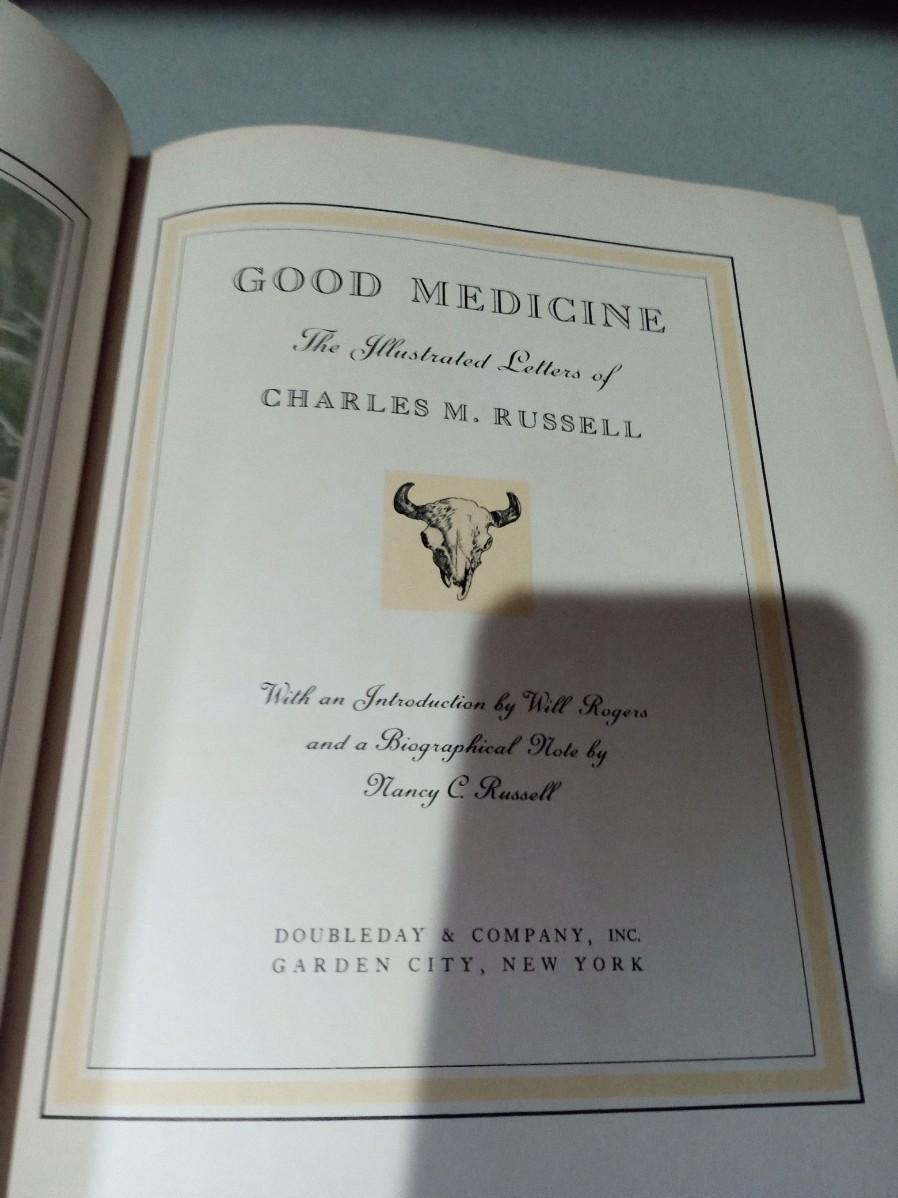 GOOD MEDICINE
The Illustrated Letters of
CHARLES M. RUSSELL
With an Introduction by Will Rogers
and a Biographical Note by
Nancy C. Russell
DOUBLEDAY & COMPANY, INC.
GARDEN CITY, NEW YORK